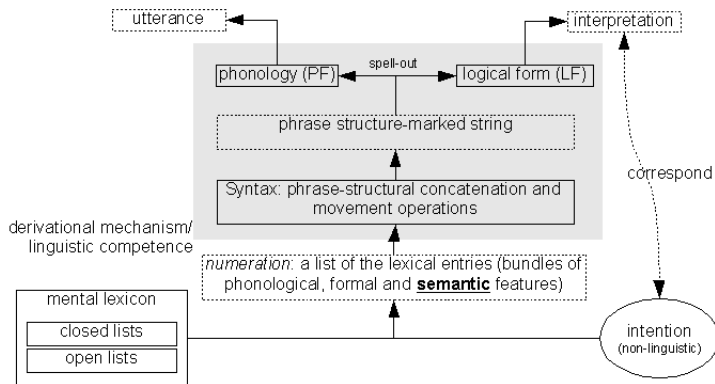 utterance
interpretation
spell-out
phonology (PF)
logical form (LF)
phrase structure-marked string
Syntax: phrase-structural concatenation and
movement operations
correspond
derivational mechanism/
linguistic competence
numeration: a list of the lexical entries (bundles of
phonological, formal and semantic features)
mental lexicon
closed lists
open lists
intention
(non-linguistic)